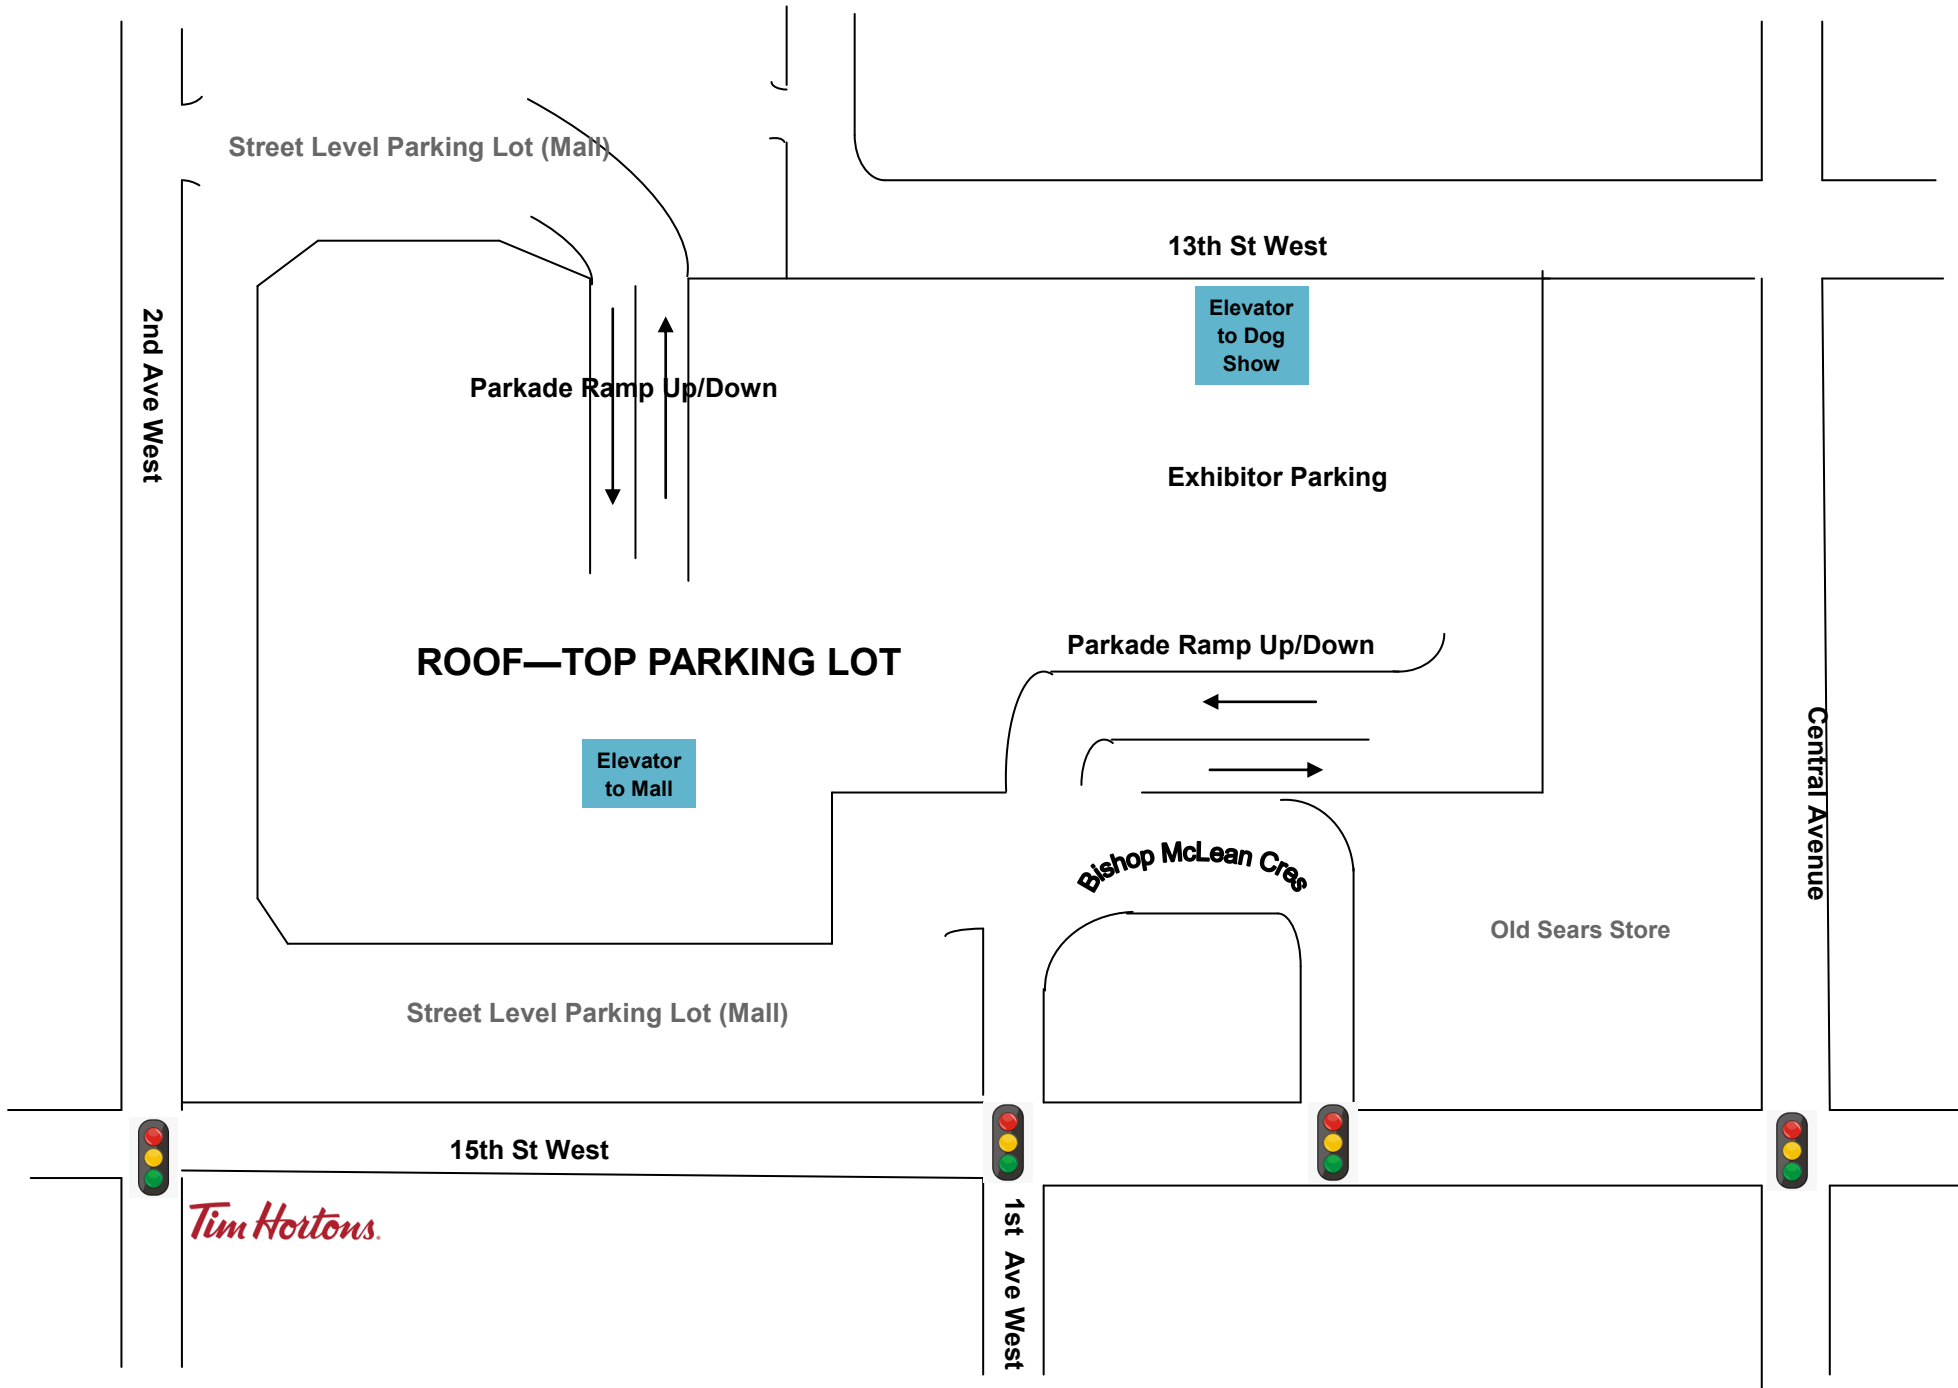 Street Level Parking Lot (Mall)
13th St West
Elevator
to Dog
Show
2nd Ave West
Parkade Ramp Up/Down
Exhibitor Parking
ROOF—TOP PARKING LOT
Parkade Ramp Up/Down
Elevator
to Mall
Central Avenue
Bishop McLean Cres
Old Sears Store
Street Level Parking Lot (Mall)
15th St West
Tim Hortons.
1st Ave West